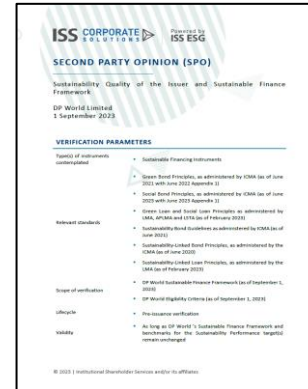 ISS CORPORATE SOLUTIONS
Powered by
ISS ESG
SECOND PARTY OPINION (SPO)
Sustainability Quality of the Issuer and Sustainable Finance
Framework
DP World Limited
1 September 2023
VERIFICATION PARAMETERS
Type(s) of instruments
contemplated
• Sustainable Financing Instruments
Relevant standards
• Green Bond Principles, as administered by ICMA (as of June
2021 with June 2022 Appendix 1)
• Social Bond Principles, as administered by ICMA (as of June
2023 with June 2023 Appendix 1)
• Green Loan and Social Loan Principles as administered by
LMA, APLMA and LSTA (as of February 2023)
• Sustainability Bond Guidelines as administered by ICMA (as of
June 2021)
• Sustainability-Linked Bond Principles, as administered by the
ICMA (as of June 2020)
• Sustainability-Linked Loan Principles, as administered by the
LMA (as of February 2023)
Scope of verification
• DP World Sustainable Finance Framework (as of September 1,
2023)
• DP World Eligibility Criteria (as of September 1, 2023)
Lifecycle
• Pre-issuance verification
Validity
• As long as DP World 's Sustainable Finance Framework and
benchmarks for the Sustainability Performance target(s)
remain unchanged
© 2023 | Institutional Shareholder Services and/or its affiliates